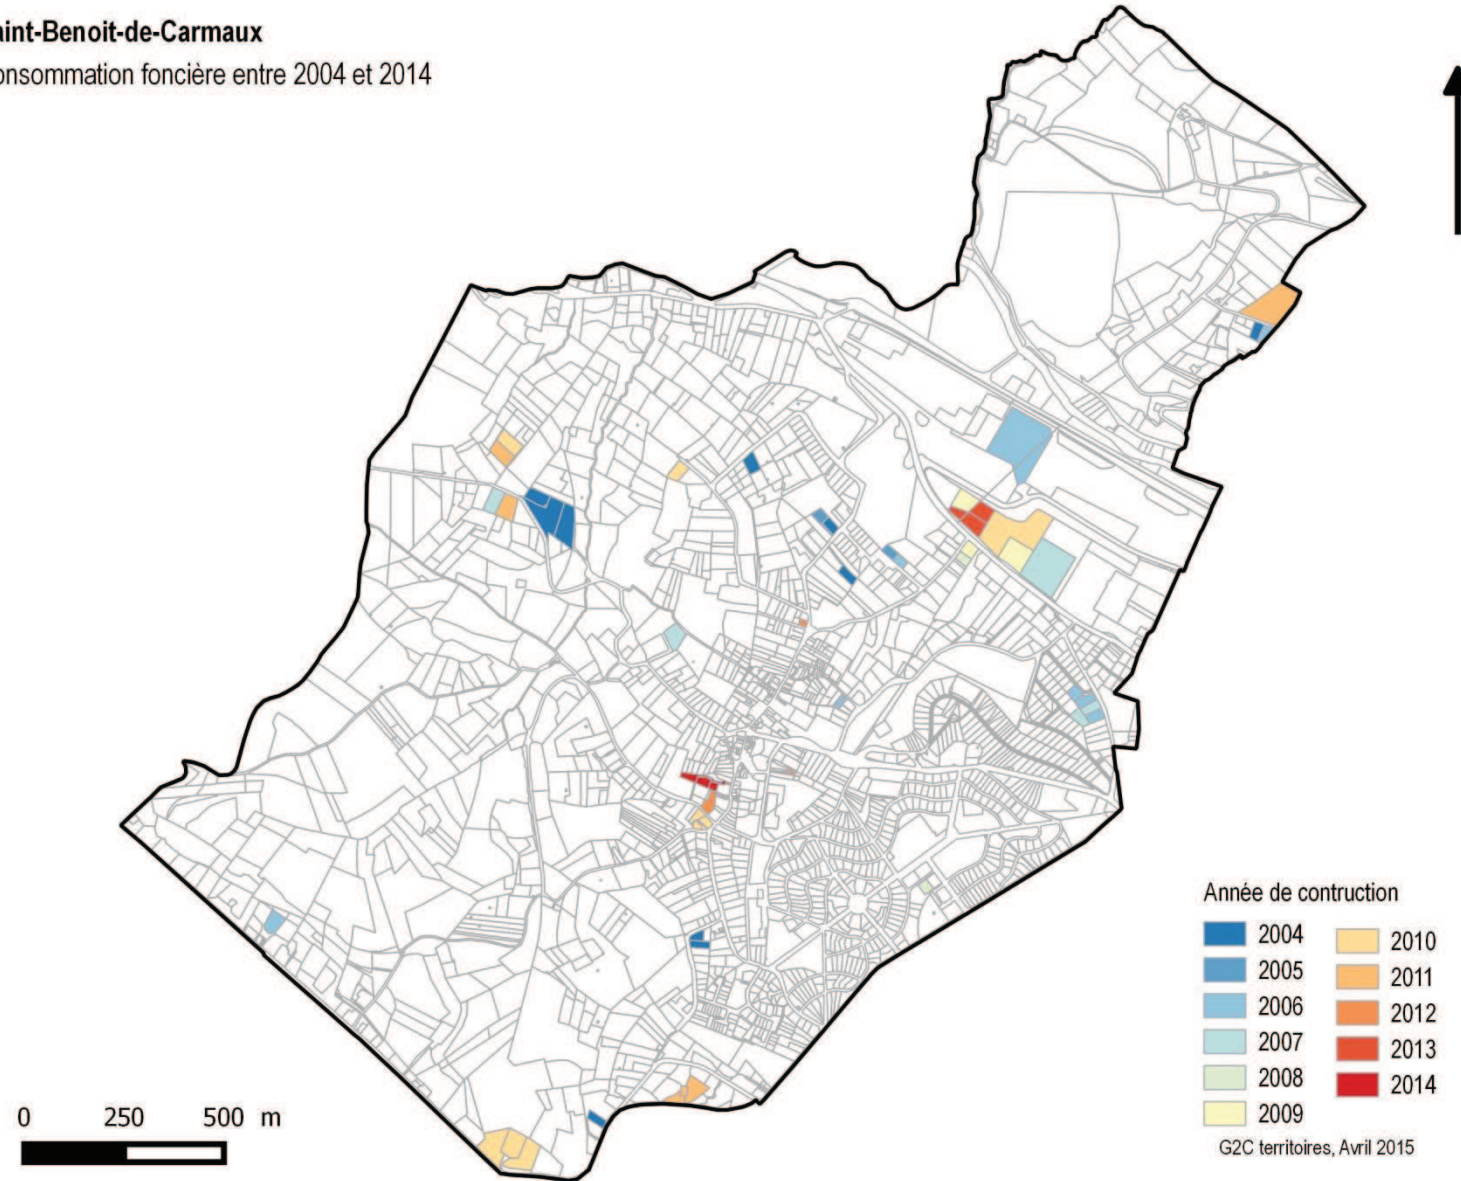 aint-Benoit-de-Carmaux
onsommation foncière entre 2004 et 2014
Année de contruction
2004
2005
2006
2007
2008
2009
2010
2011
2012
2013
2014
G2C territoires, Avril 2015
0 250 500 m